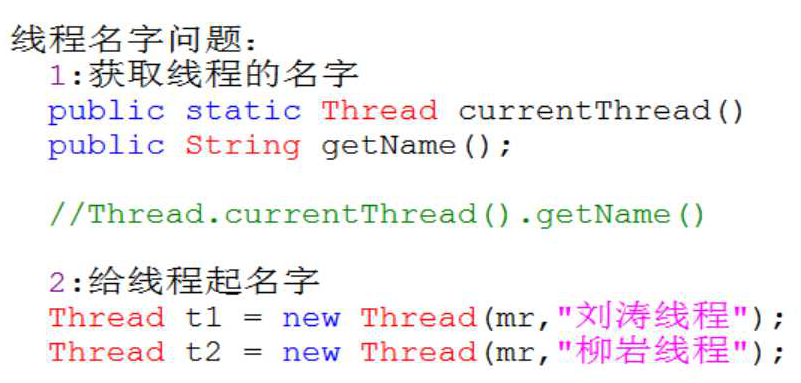 线程名字问题:
1:获取线程的名字
public static Thread currentThread()
public String getName();
//Thread.currentThread().getName()
2:给线程起名字
Thread t1 = new Thread(mr,"刘涛线程");
Thread t2 = new Thread(mr,"柳岩线程");